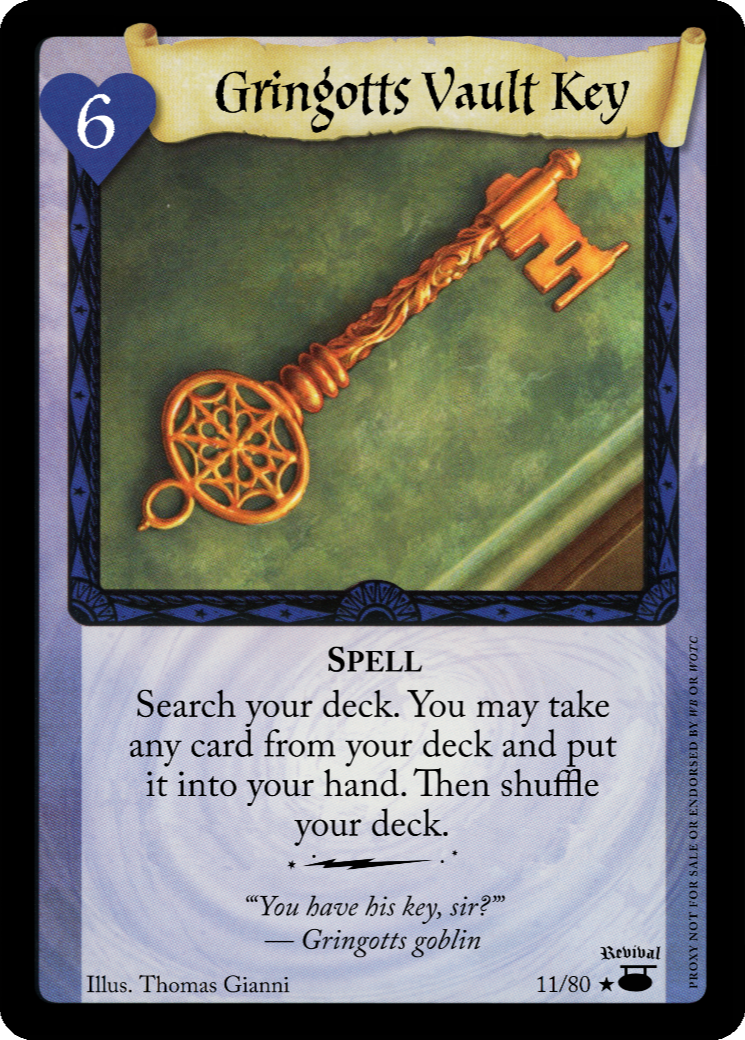 Gringotts Vault Key
6
SPELL
Search your deck. You may take
any card from your deck and put
it into your hand. Then shuffle
your deck.
“‘You have his key, sir?’”
— Gringotts goblin
Illus. Thomas Gianni
11/80 ★
Revival
PROXY NOT FOR SALE OR ENDORSED BY WB OR WOTC